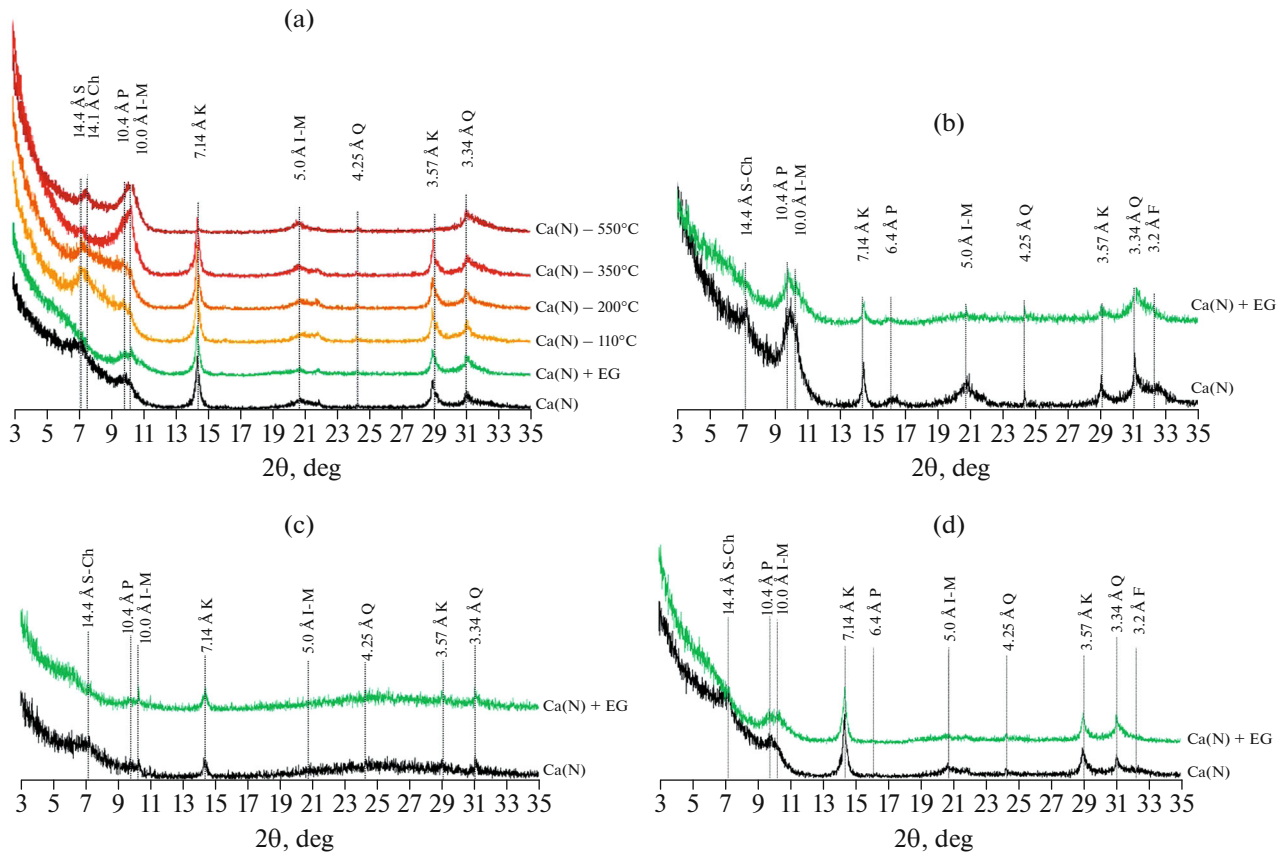 (a)
14.4 Å S
14.1 Å Ch
10.4 Å P
10.0 Å I-M
7.14 Å K
5.0 Å I-M
4.25 Å Q
3.57 Å K
3.34 Å Q
Ca(N) – 550°C
Ca(N) – 350°C
Ca(N) – 200°C
Ca(N) – 110°C
Ca(N) + EG
Ca(N)
3 5 7 9 11 13 15 17 19 21 23 25 27 29 31 33 35
2θ, deg
(b)
14.4 Å S-Ch
10.4 Å P
10.0 Å I-M
7.14 Å K
6.4 Å P
5.0 Å I-M
4.25 Å Q
3.57 Å K
3.34 Å Q
3.2 Å F
Ca(N) + EG
Ca(N)
3 5 7 9 11 13 15 17 19 21 23 25 27 29 31 33 35
2θ, deg
(c)
14.4 Å S-Ch
10.4 Å P
10.0 Å I-M
7.14 Å K
5.0 Å I-M
4.25 Å Q
3.57 Å K
3.34 Å Q
Ca(N) + EG
Ca(N)
3 5 7 9 11 13 15 17 19 21 23 25 27 29 31 33 35
2θ, deg
(d)
14.4 Å S-Ch
10.4 Å P
10.0 Å I-M
7.14 Å K
6.4 Å P
5.0 Å I-M
4.25 Å Q
3.57 Å K
3.34 Å Q
3.2 Å F
Ca(N) + EG
Ca(N)
3 5 7 9 11 13 15 17 19 21 23 25 27 29 31 33 35
2θ, deg